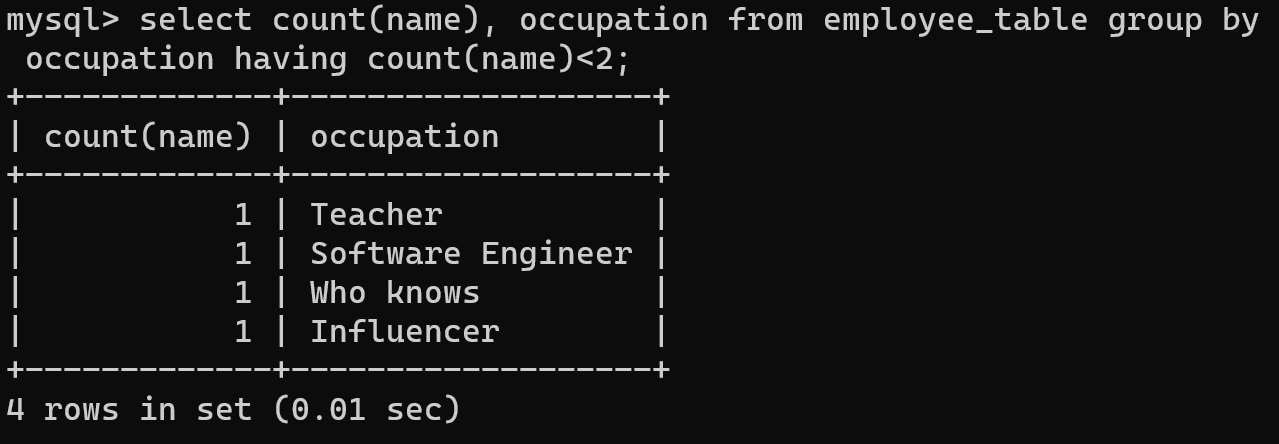 mysql> select count(name), occupation from employee_table group by
 occupation having count(name)<2;
+-------------+-------------------+
| count(name) | occupation        |
+-------------+-------------------+
|           1 | Teacher           |
|           1 | Software Engineer |
|           1 | Who knows         |
|           1 | Influencer        |
+-------------+-------------------+
4 rows in set (0.01 sec)